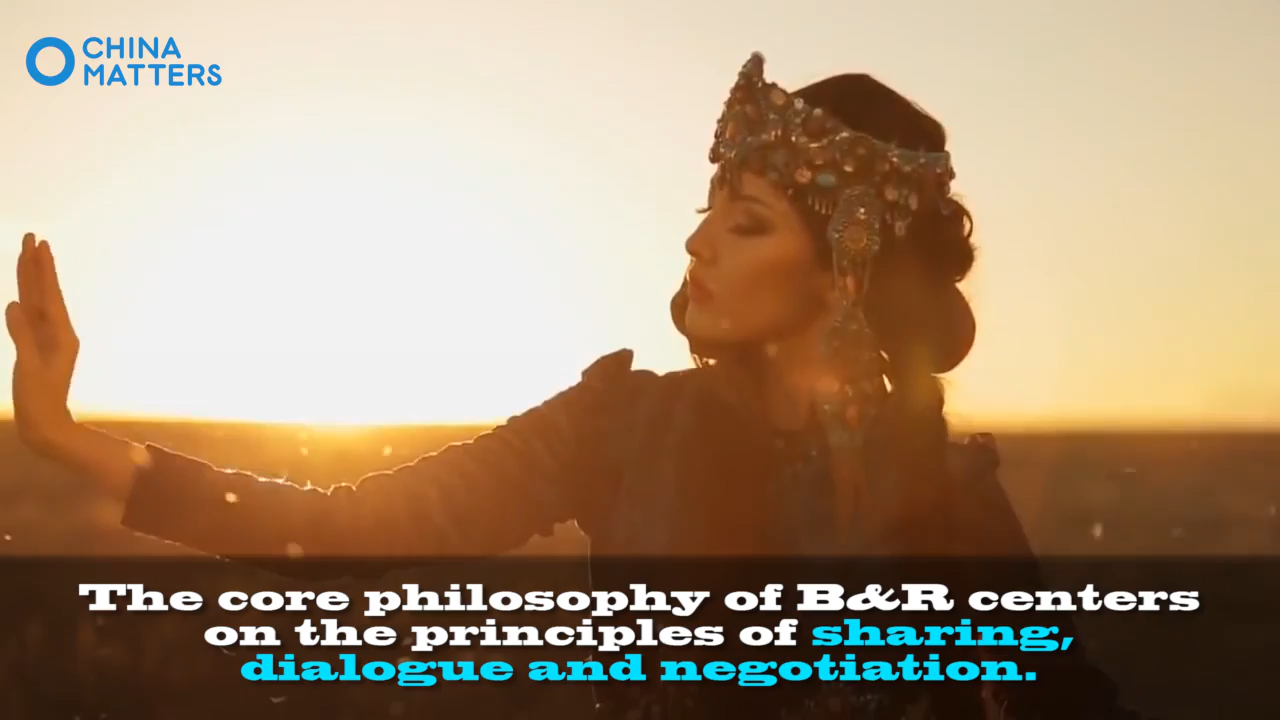 CHINA
MATTERS
The core philosophy of B&R centers
on the principles of sharing,
dialogue and negotiation.